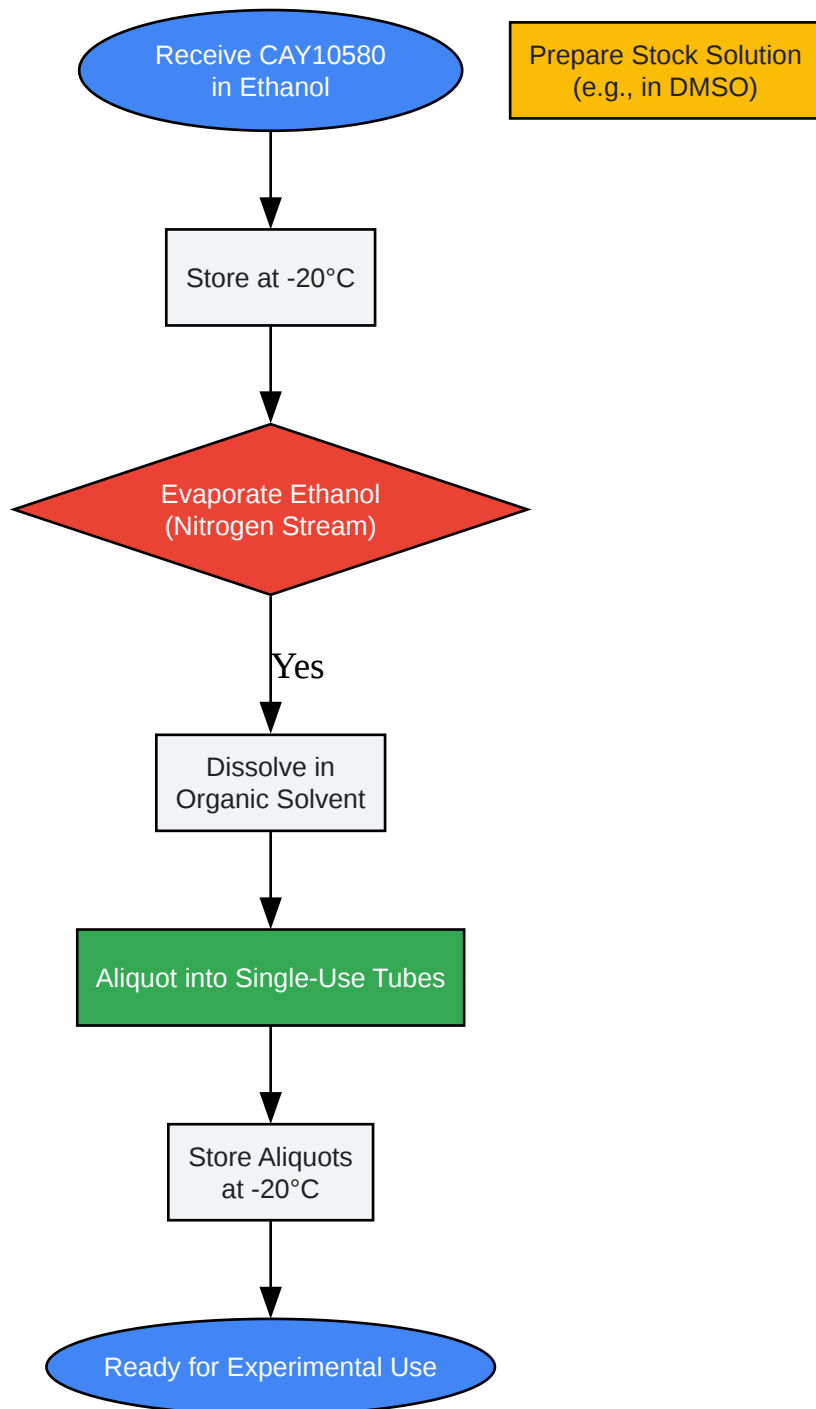 Receive CAY10580
in Ethanol
Prepare Stock Solution
(e.g., in DMSO)
Store at -20°C
Evaporate Ethanol
(Nitrogen Stream)
Yes
Dissolve in
Organic Solvent
Aliquot into Single-Use Tubes
Store Aliquots
at -20°C
Ready for Experimental Use